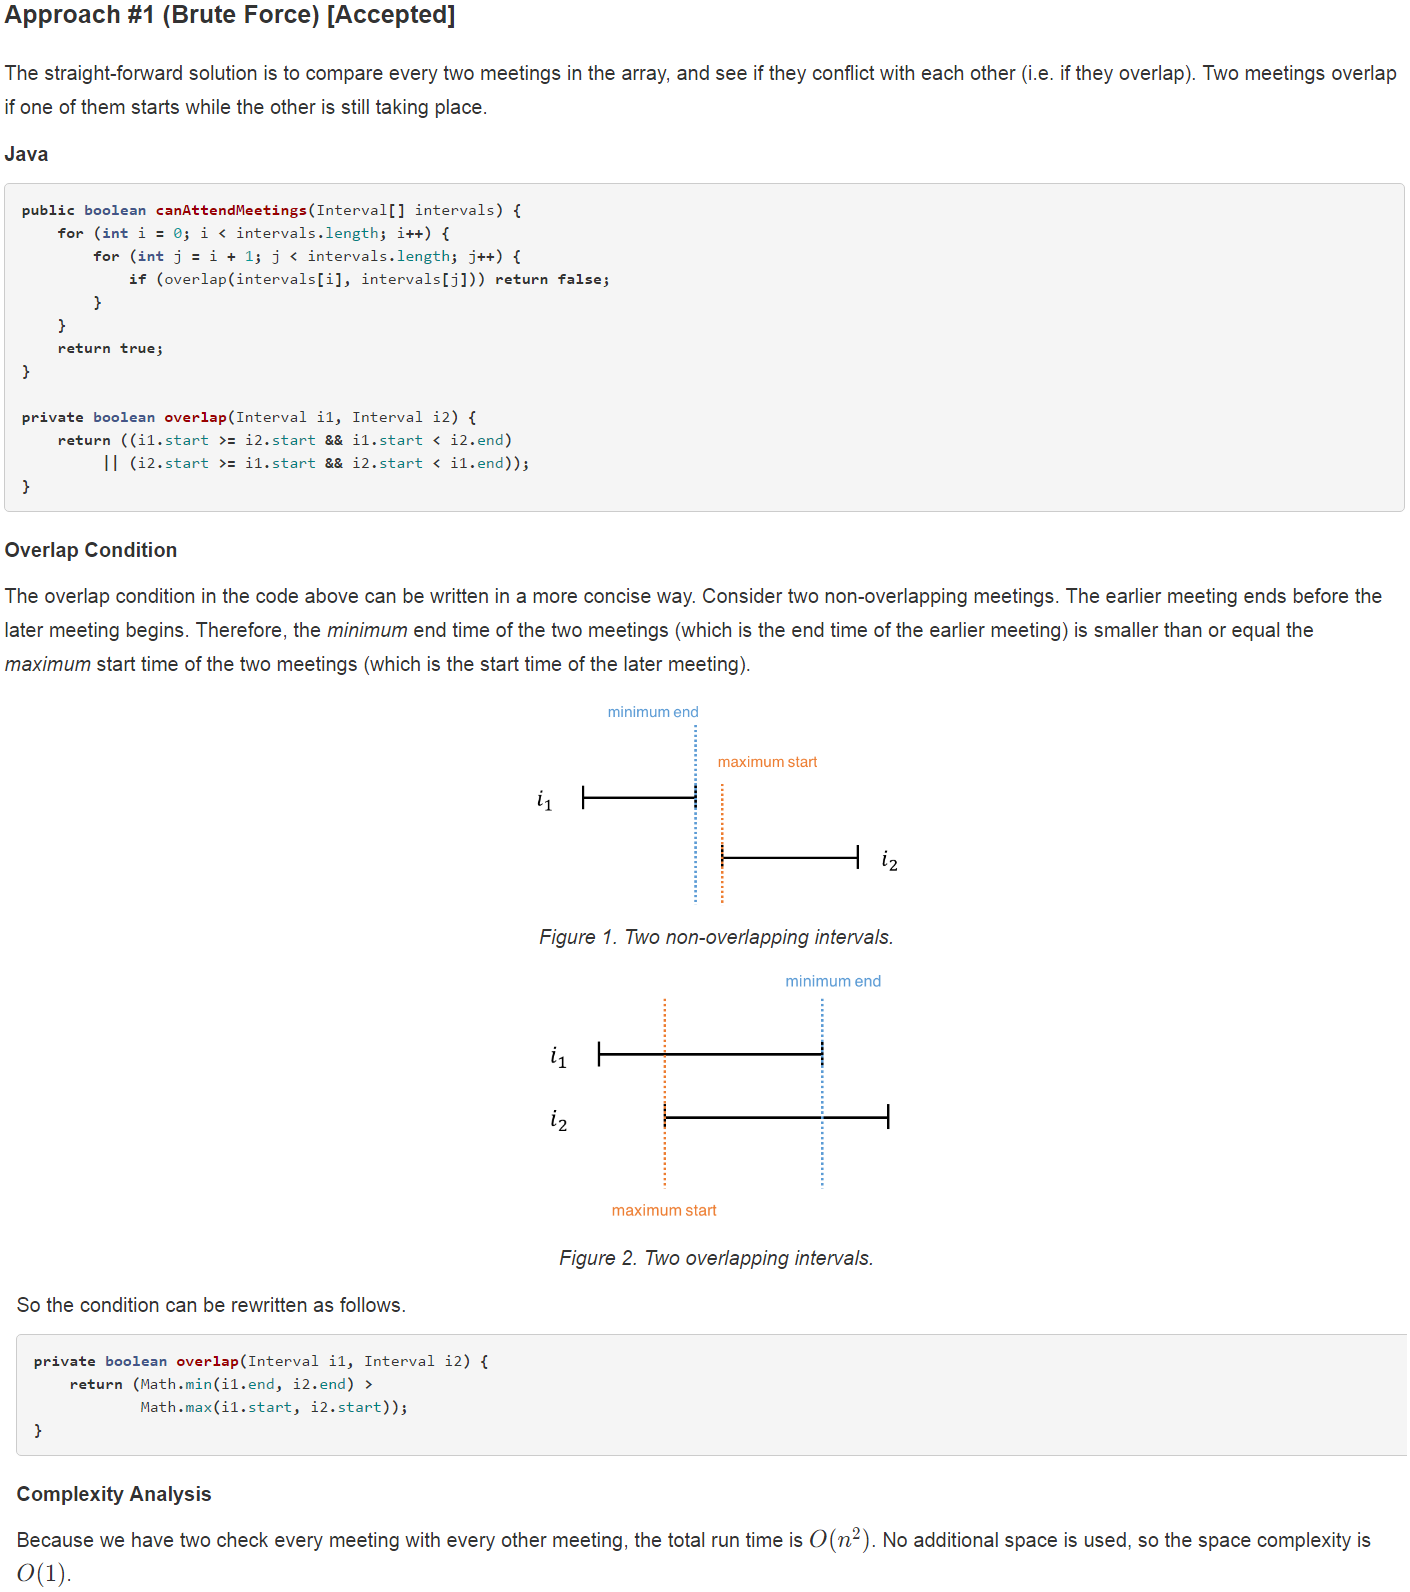 Approach #1 (Brute Force) [Accepted]
The straight-forward solution is to compare every two meetings in the array, and see if they conflict with each other (i.e. if they overlap). Two meetings overlap
if one of them starts while the other is still taking place.
Java
public boolean canAttendMeetings(Interval[] intervals) {
    for (int i = 0; i < intervals.length; i++) {
        for (int j = i + 1; j < intervals.length; j++) {
            if (overlap(intervals[i], intervals[j])) return false;
        }
    }
    return true;
}
private boolean overlap(Interval i1, Interval i2) {
    return ((i1.start >= i2.start && i1.start < i2.end)
         || (i2.start >= i1.start && i2.start < i1.end));
}
Overlap Condition
The overlap condition in the code above can be written in a more concise way. Consider two non-overlapping meetings. The earlier meeting ends before the
later meeting begins. Therefore, the minimum end time of the two meetings (which is the end time of the earlier meeting) is smaller than or equal the
maximum start time of the two meetings (which is the start time of the later meeting).
minimum end
maximum start
i₁
i₂
Figure 1. Two non-overlapping intervals.
minimum end
i₁
i₂
maximum start
Figure 2. Two overlapping intervals.
So the condition can be rewritten as follows.
private boolean overlap(Interval i1, Interval i2) {
    return (Math.min(i1.end, i2.end) >
            Math.max(i1.start, i2.start));
}
Complexity Analysis
Because we have two check every meeting with every other meeting, the total run time is O(n²). No additional space is used, so the space complexity is
O(1).